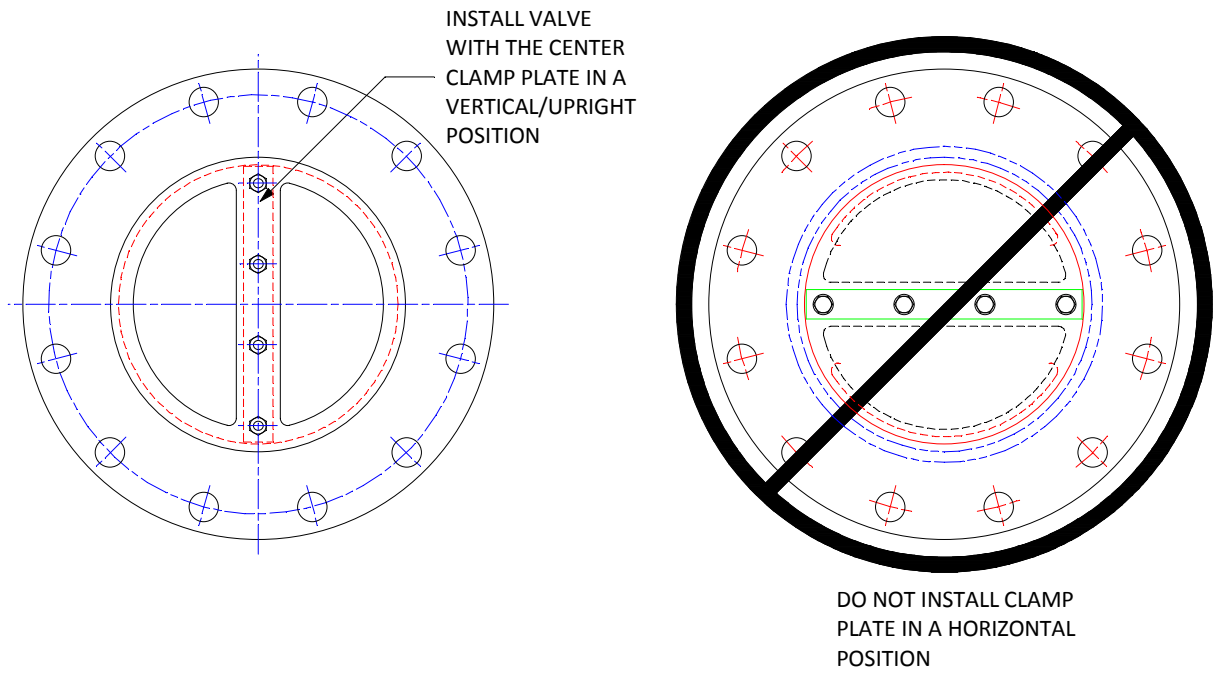 INSTALL VALVE
WITH THE CENTER
CLAMP PLATE IN A
VERTICAL/UPRIGHT
POSITION
DO NOT INSTALL CLAMP
PLATE IN A HORIZONTAL
POSITION